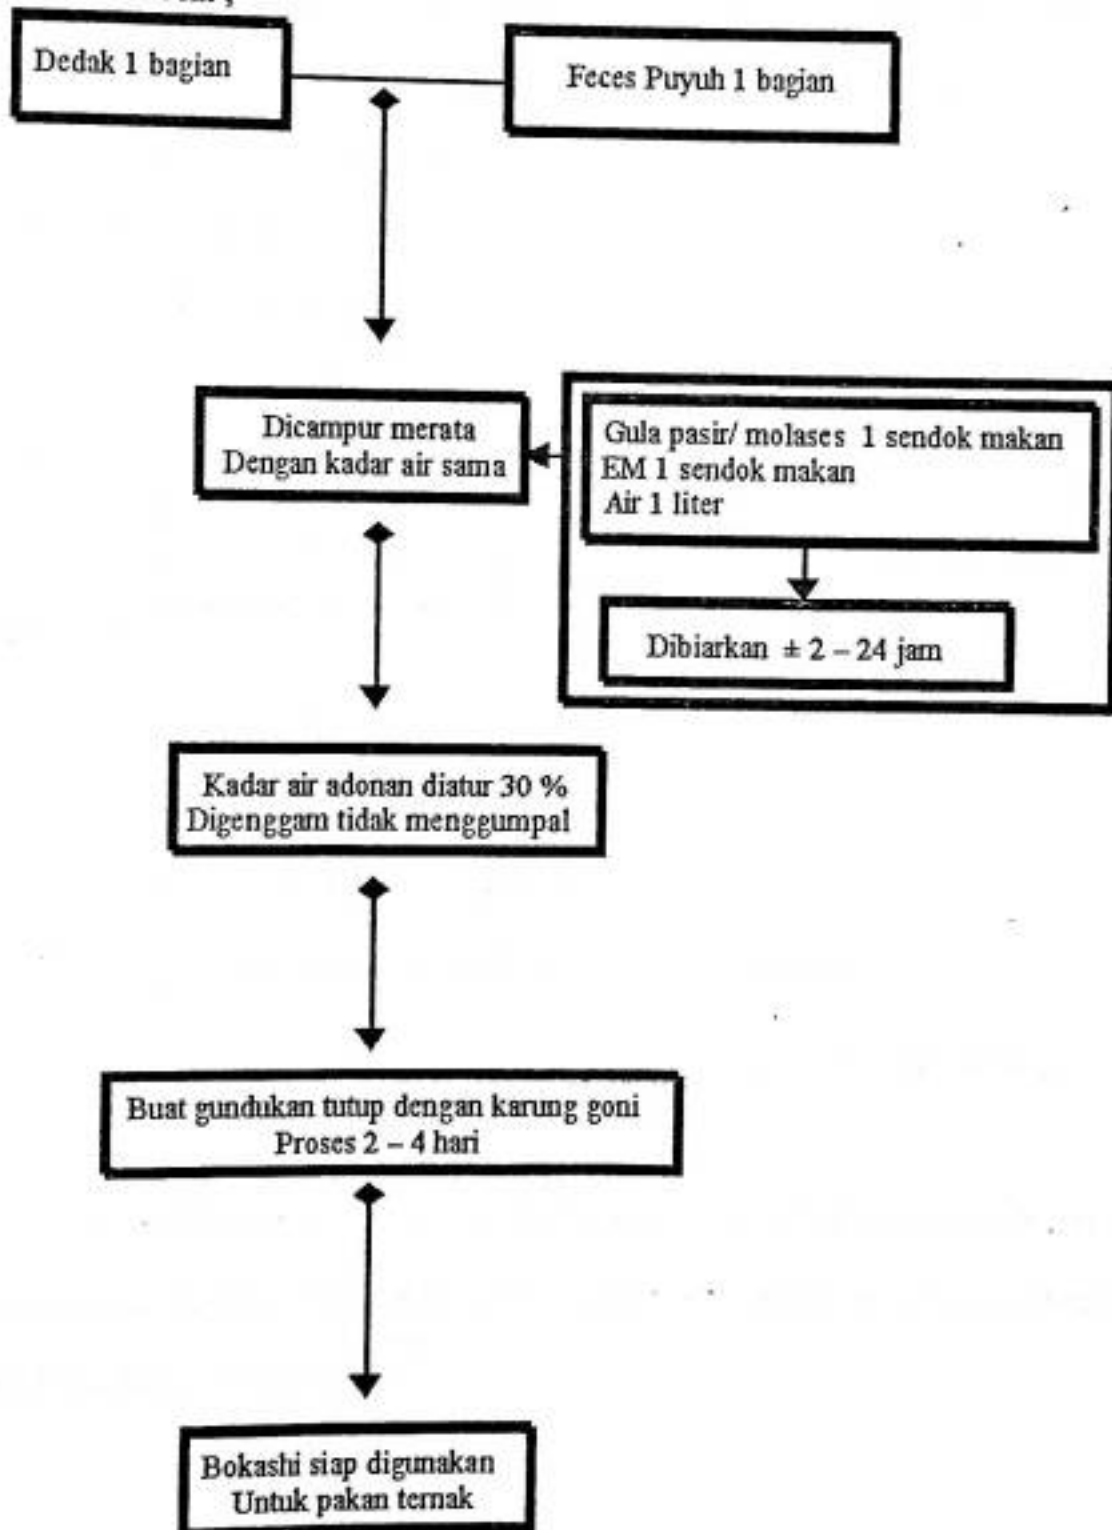 Dedak 1 bagian
Feces Puyuh 1 bagian
Dicampur merata
Dengan kadar air sama
Gula pasir/ molases 1 sendok makan
EM 1 sendok makan
Air 1 liter
Dibiarkan ± 2 – 24 jam
Kadar air adonan diatur 30 %
Digenggam tidak menggumpal
Buat gundukan tutup dengan karung goni
Proses 2 – 4 hari
Bokashi siap digunakan
Untuk pakan ternak